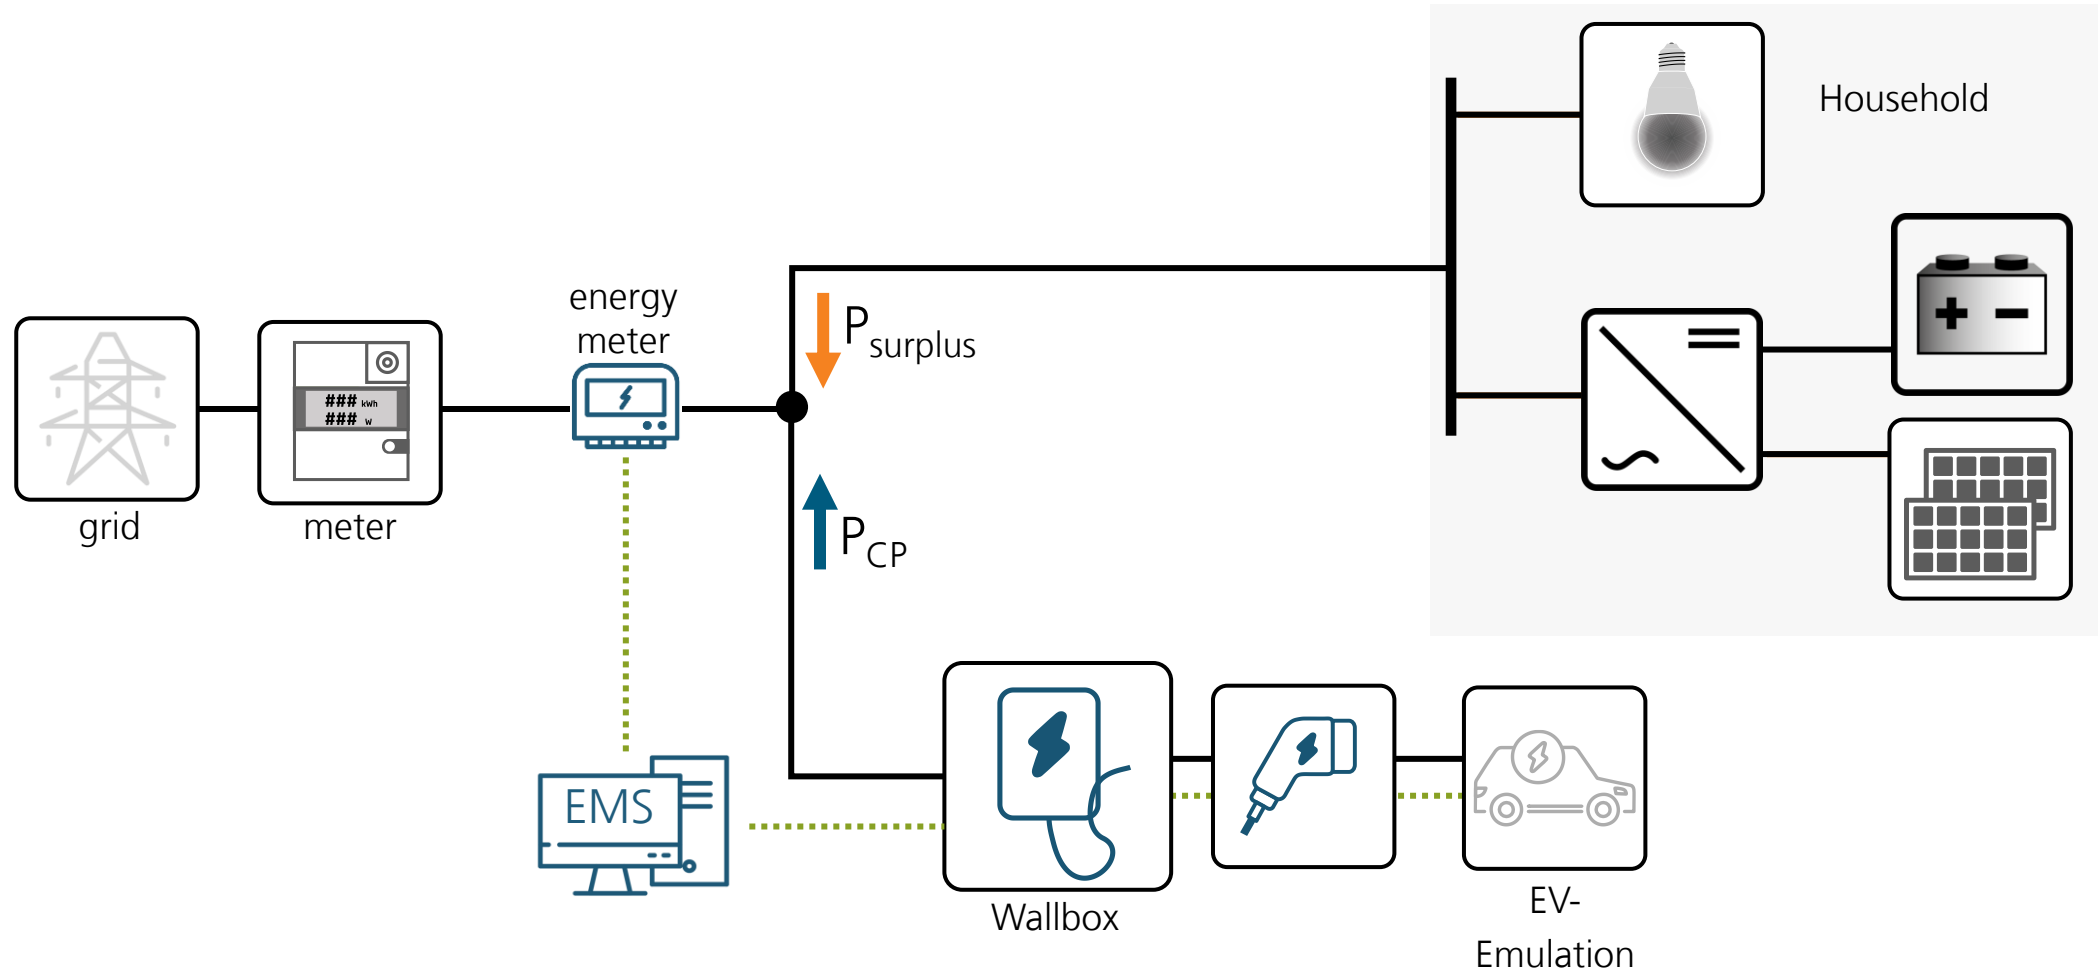 Household
energy
meter
P surplus
### kWh
### W
grid
meter
P CP
EMS
Wallbox
EV-
Emulation